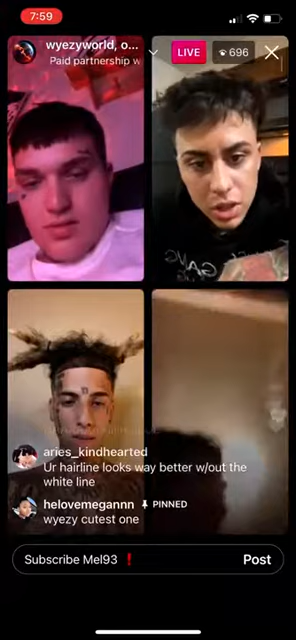 7:59
wyezyworld, o...
Paid partnership w
LIVE
696
GANG
aries_kindhearted
Ur hairline looks way better w/out the
white line
helovemegannn PINNED
wyezy cutest one
Subscribe Mel93❗
Post